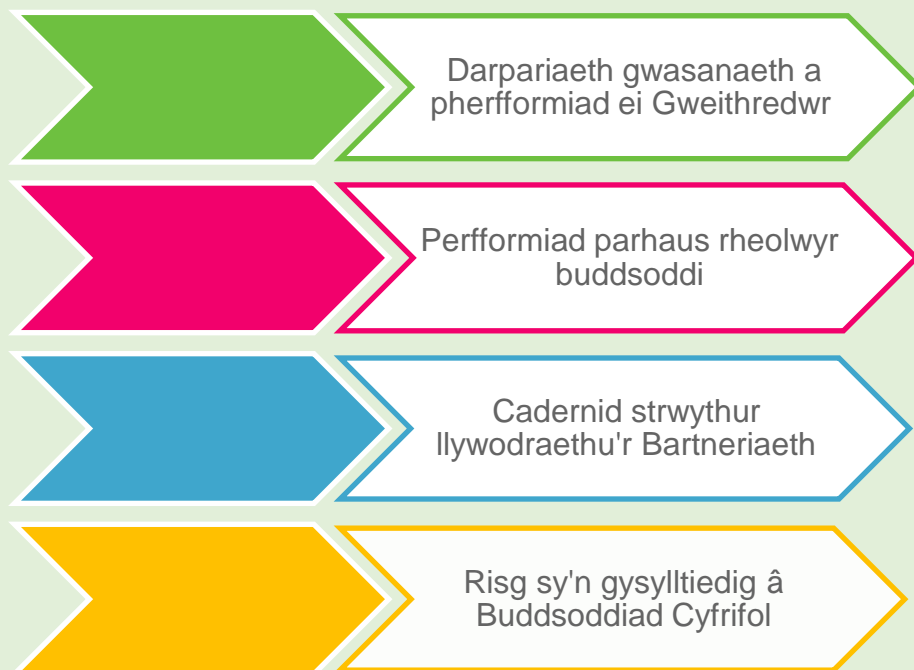 Darpariaeth gwasanaeth a
pherfformiad ei Gweithredwr
Perfformiad parhaus rheolwyr
buddsoddi
Cadernid strwythur
llywodraethu'r Bartneriaeth
Risg sy'n gysylltiedig â
Buddsoddiad Cyfrifol